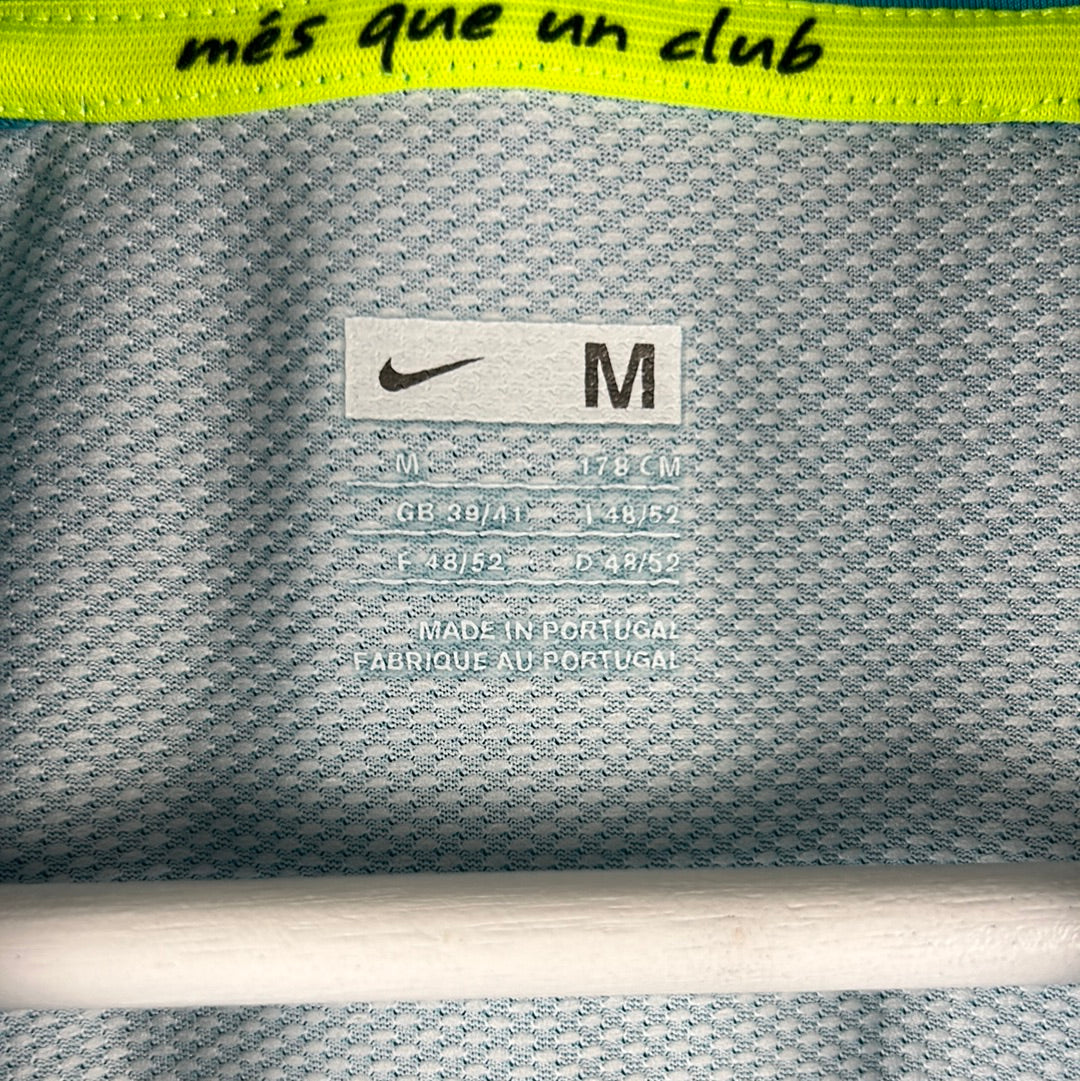 més que un club
M
M 178 CM
GB 39/41 I 48/52
F 48/52 D 48/52
MADE IN PORTUGAL
FABRIQUE AU PORTUGAL